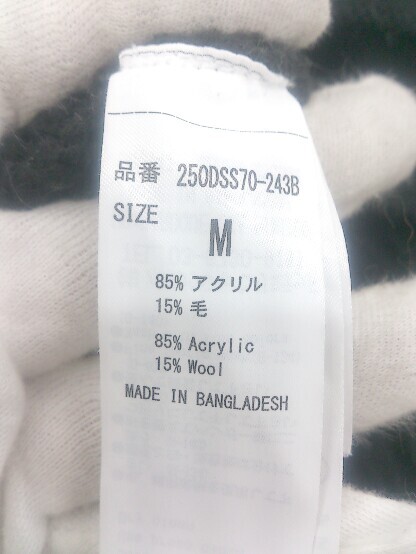 品番 250DSS70-243B
SIZE
M
85% アクリル
15% 毛
85% Acrylic
15% Wool
MADE IN BANGLADESH